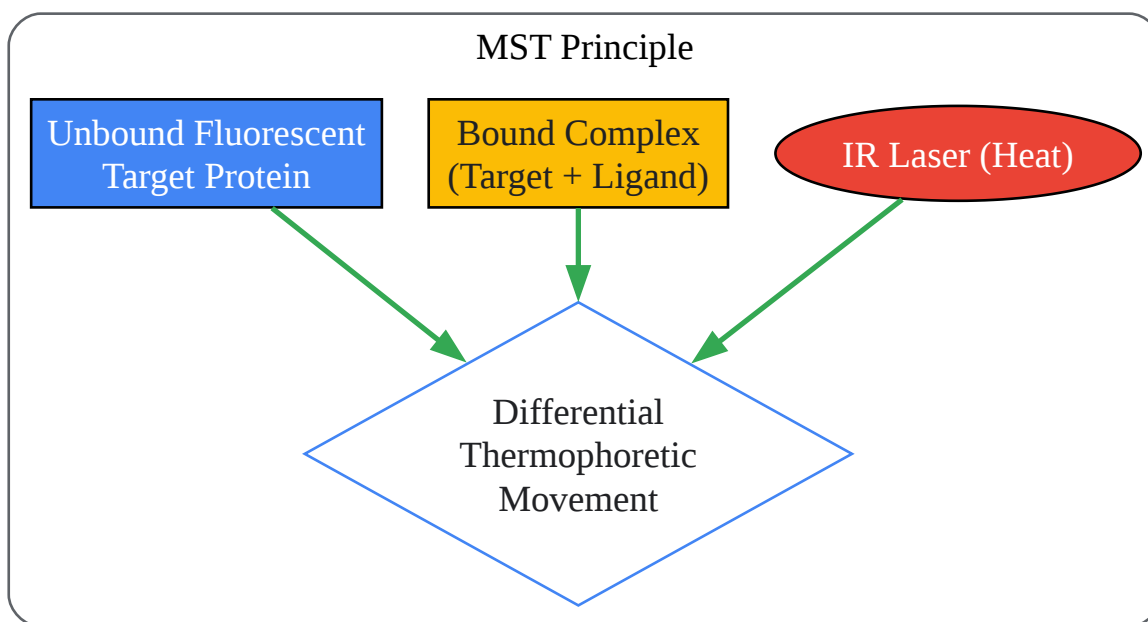 MST Principle
Unbound Fluorescent
Target Protein
Bound Complex
(Target + Ligand)
IR Laser (Heat)
Differential
Thermophoretic
Movement